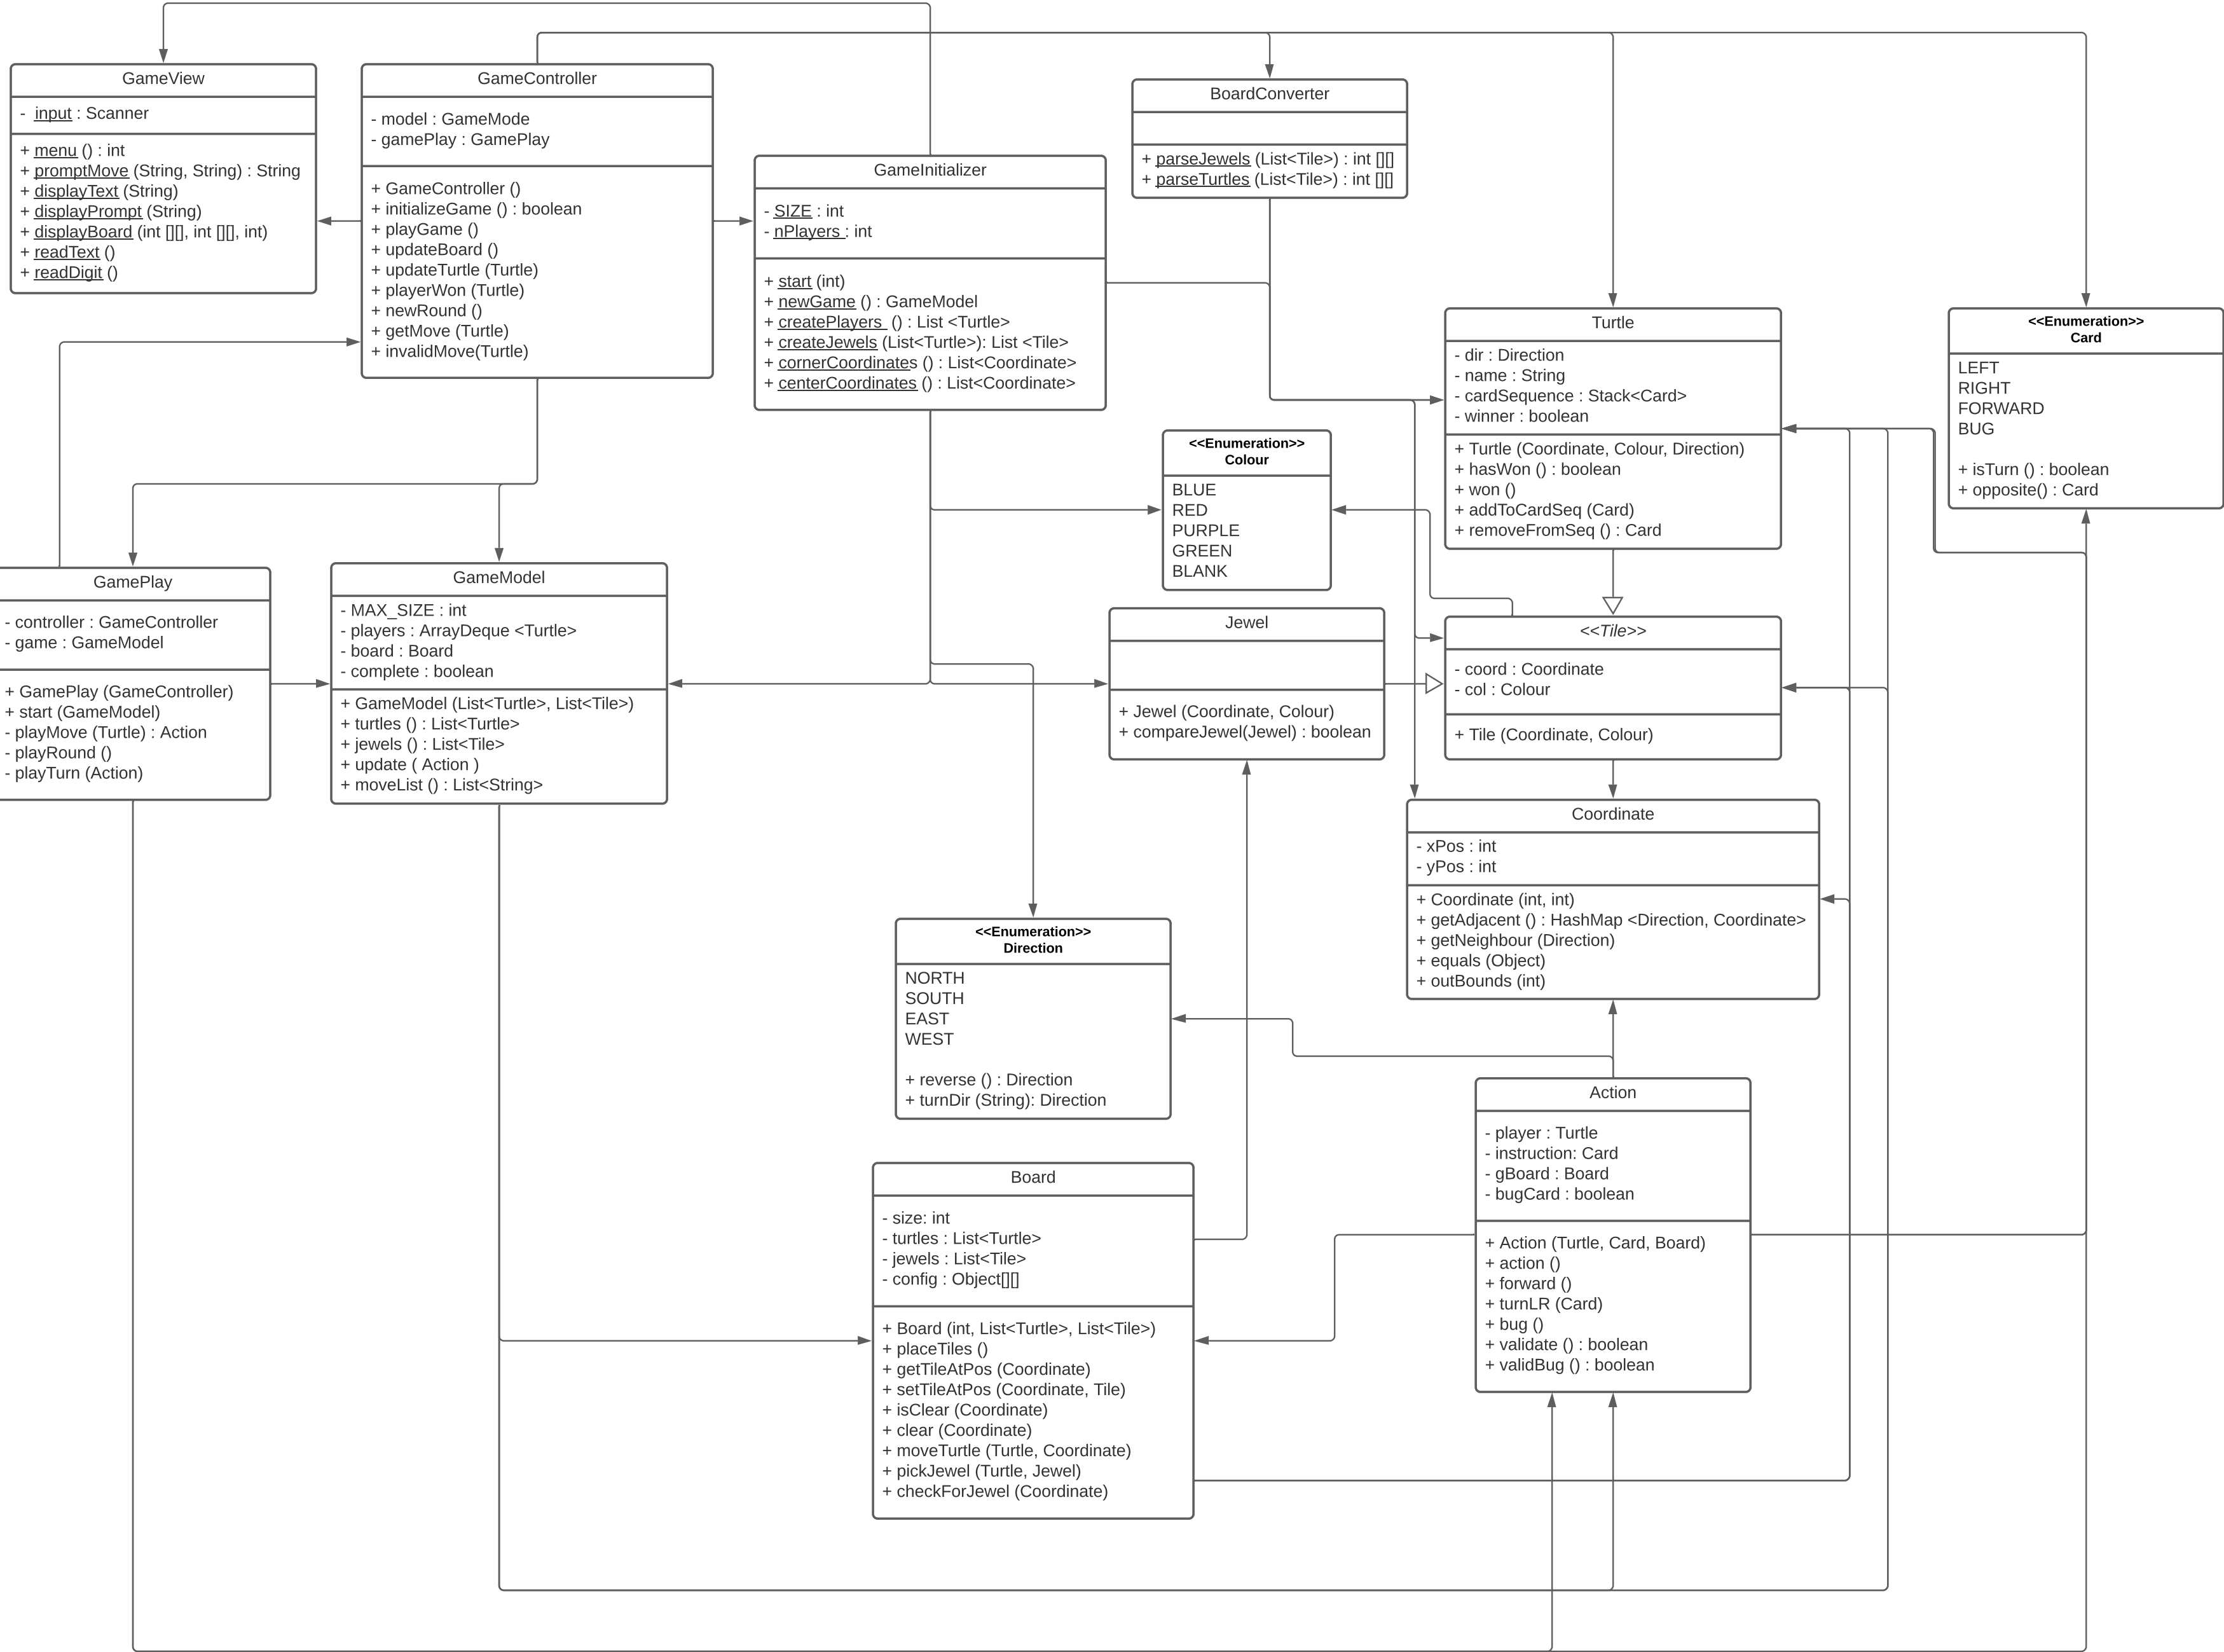 GameView
- input : Scanner
+ menu () : int
+ promptMove (String, String) : String
+ displayText (String)
+ displayPrompt (String)
+ displayBoard (int [][], int [][], int)
+ readText ()
+ readDigit ()
GameController
- model : GameMode
- gamePlay : GamePlay
+ GameController ()
+ initializeGame () : boolean
+ playGame ()
+ updateBoard ()
+ updateTurtle (Turtle)
+ playerWon (Turtle)
+ newRound ()
+ getMove (Turtle)
+ invalidMove(Turtle)
GameInitializer
- SIZE : int
- nPlayers : int
+ start (int)
+ newGame () : GameModel
+ createPlayers () : List <Turtle>
+ createJewels (List<Turtle>): List <Tile>
+ cornerCoordinates () : List<Coordinate>
+ centerCoordinates () : List<Coordinate>
BoardConverter
+ parseJewels (List<Tile>) : int [][]
+ parseTurtles (List<Tile>) : int [][]
Turtle
- dir : Direction
- name : String
- cardSequence : Stack<Card>
- winner : boolean
+ Turtle (Coordinate, Colour, Direction)
+ hasWon () : boolean
+ won ()
+ addToCardSeq (Card)
+ removeFromSeq () : Card
<<Enumeration>>
Card
LEFT
RIGHT
FORWARD
BUG
+ isTurn () : boolean
+ opposite() : Card
<<Enumeration>>
Colour
BLUE
RED
PURPLE
GREEN
BLANK
GamePlay
- controller : GameController
- game : GameModel
+ GamePlay (GameController)
+ start (GameModel)
- playMove (Turtle) : Action
- playRound ()
- playTurn (Action)
GameModel
- MAX_SIZE : int
- players : ArrayDeque <Turtle>
- board : Board
- complete : boolean
+ GameModel (List<Turtle>, List<Tile>)
+ turtles () : List<Turtle>
+ jewels () : List<Tile>
+ update ( Action )
+ moveList () : List<String>
Jewel
+ Jewel (Coordinate, Colour)
+ compareJewel(Jewel) : boolean
<<Tile>>
- coord : Coordinate
- col : Colour
+ Tile (Coordinate, Colour)
Coordinate
- xPos : int
- yPos : int
+ Coordinate (int, int)
+ getAdjacent () : HashMap <Direction, Coordinate>
+ getNeighbour (Direction)
+ equals (Object)
+ outBounds (int)
<<Enumeration>>
Direction
NORTH
SOUTH
EAST
WEST
+ reverse () : Direction
+ turnDir (String): Direction
Action
- player : Turtle
- instruction: Card
- gBoard : Board
- bugCard : boolean
+ Action (Turtle, Card, Board)
+ action ()
+ forward ()
+ turnLR (Card)
+ bug ()
+ validate () : boolean
+ validBug () : boolean
Board
- size: int
- turtles : List<Turtle>
- jewels : List<Tile>
- config : Object[][]
+ Board (int, List<Turtle>, List<Tile>)
+ placeTiles ()
+ getTileAtPos (Coordinate)
+ setTileAtPos (Coordinate, Tile)
+ isClear (Coordinate)
+ clear (Coordinate)
+ moveTurtle (Turtle, Coordinate)
+ pickJewel (Turtle, Jewel)
+ checkForJewel (Coordinate)